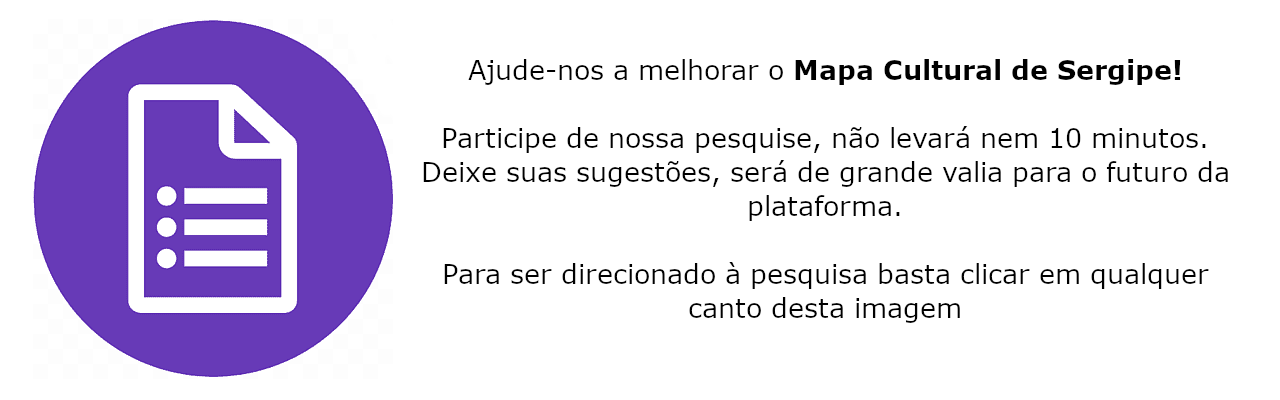 Ajude-nos a melhorar o Mapa Cultural de Sergipe!
Participe de nossa pesquise, não levará nem 10 minutos.
Deixe suas sugestões, será de grande valia para o futuro da
plataforma.
Para ser direcionado à pesquisa basta clicar em qualquer
canto desta imagem